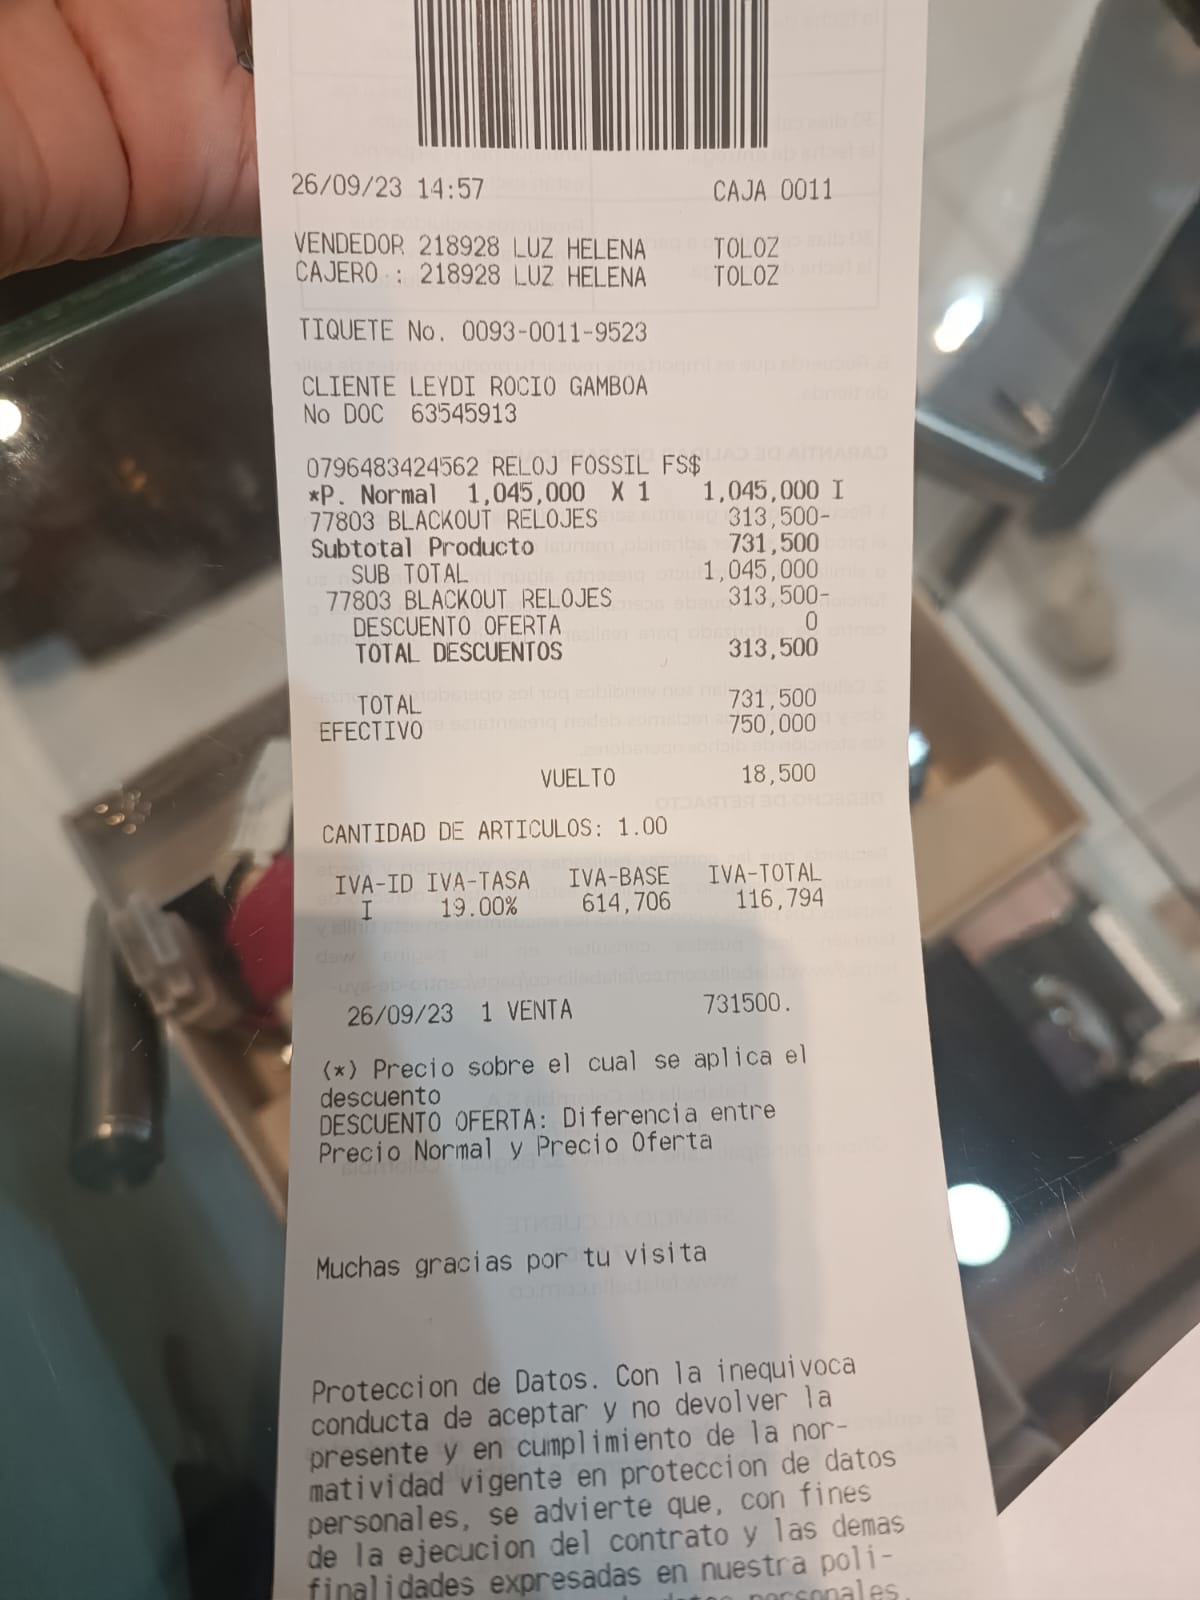 26/09/23 14:57 CAJA 0011
VENDEDOR 218928 LUZ HELENA TOLOZ
CAJERO : 218928 LUZ HELENA TOLOZ
TIQUETE No. 0093-0011-9523
CLIENTE LEYDI ROCIO GAMBOA
No DOC 63545913
0796483424562 RELOJ FOSSIL FS$
*P. Normal 1,045,000 X 1 1,045,000 I
77803 BLACKOUT RELOJES 313,500-
Subtotal Producto 731,500
SUB TOTAL 1,045,000
77803 BLACKOUT RELOJES 313,500-
DESCUENTO OFERTA 0
TOTAL DESCUENTOS 313,500
TOTAL 731,500
EFECTIVO 750,000
VUELTO 18,500
CANTIDAD DE ARTICULOS: 1.00
IVA-ID IVA-TASA IVA-BASE IVA-TOTAL
I 19.00% 614,706 116,794
26/09/23 1 VENTA 731500.
(*) Precio sobre el cual se aplica el
descuento
DESCUENTO OFERTA: Diferencia entre
Precio Normal y Precio Oferta
Muchas gracias por tu visita
Proteccion de Datos. Con la inequivoca
conducta de aceptar y no devolver la
presente y en cumplimiento de la nor-
matividad vigente en proteccion de datos
personales, se advierte que, con fines
de la ejecucion del contrato y las demas
finalidades expresadas en nuestra poli-
personales,